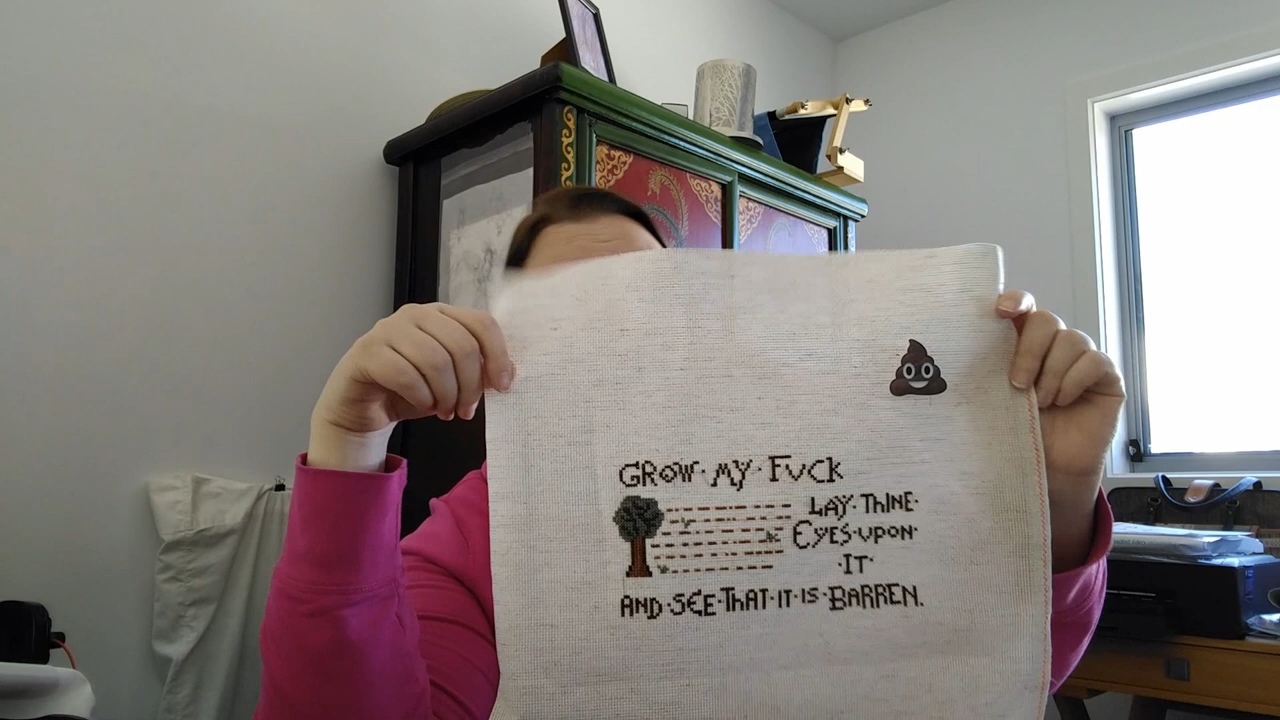 GROW·MY·FVCK
LAY·THINE·
EYES·UPON·
·IT·
AND·SEE·THAT·IT·IS·BARREN.